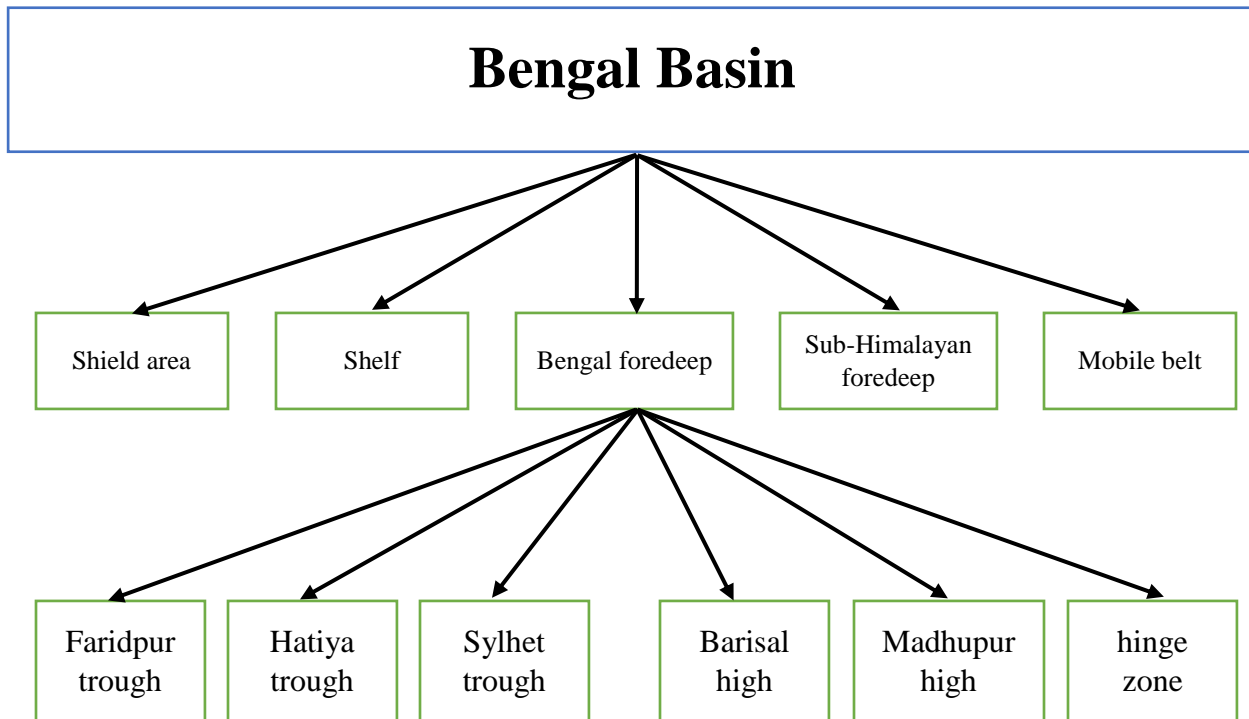 Bengal Basin
Shield area
Shelf
Bengal foredeep
Sub-Himalayan
foredeep
Mobile belt
Faridpur
trough
Hatiya
trough
Sylhet
trough
Barisal
high
Madhupur
high
hinge
zone